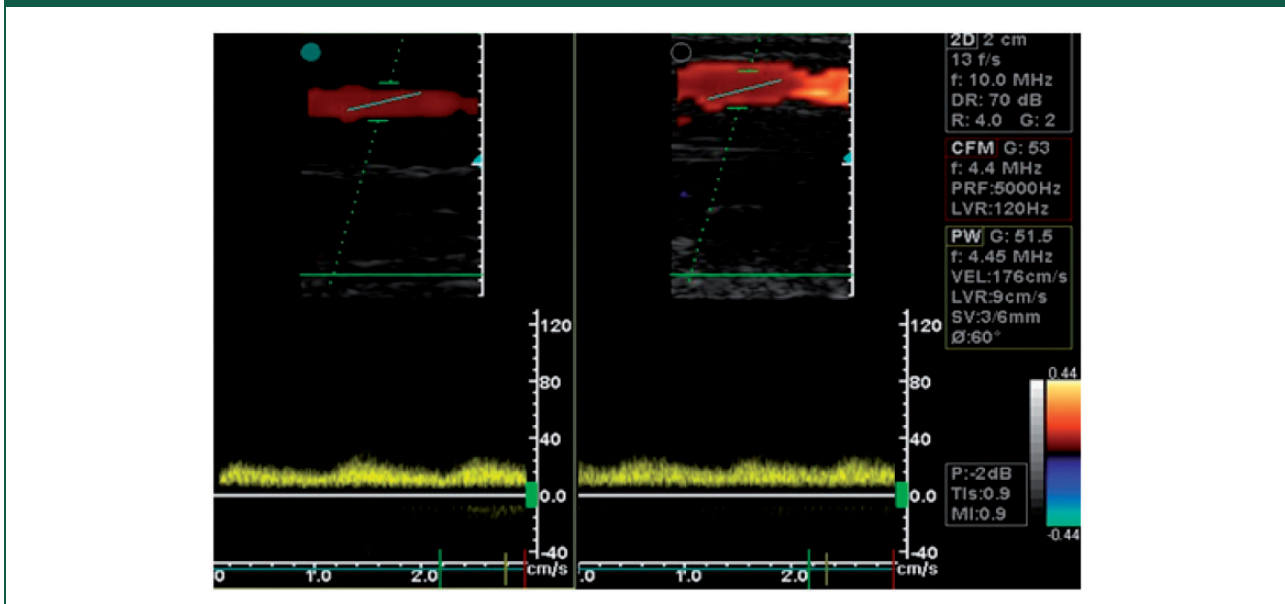 2D 2 cm
13 f/s
f: 10.0 MHz
DR: 70 dB
R: 4.0 G: 2
CFM G: 53
f: 4.4 MHz
PRF:5000Hz
LVR:120Hz
PW G: 51.5
f: 4.45 MHz
VEL:176cm/s
LVR:9cm/s
SV:3/6mm
Ø:60°
120
80
40
0.0
-40
cm/s
0
1.0
2.0
120
80
40
0.0
-40
cm/s
.0
1.0
2.0
0.44
-0.44
P:-2dB
TIs:0.9
MI:0.9